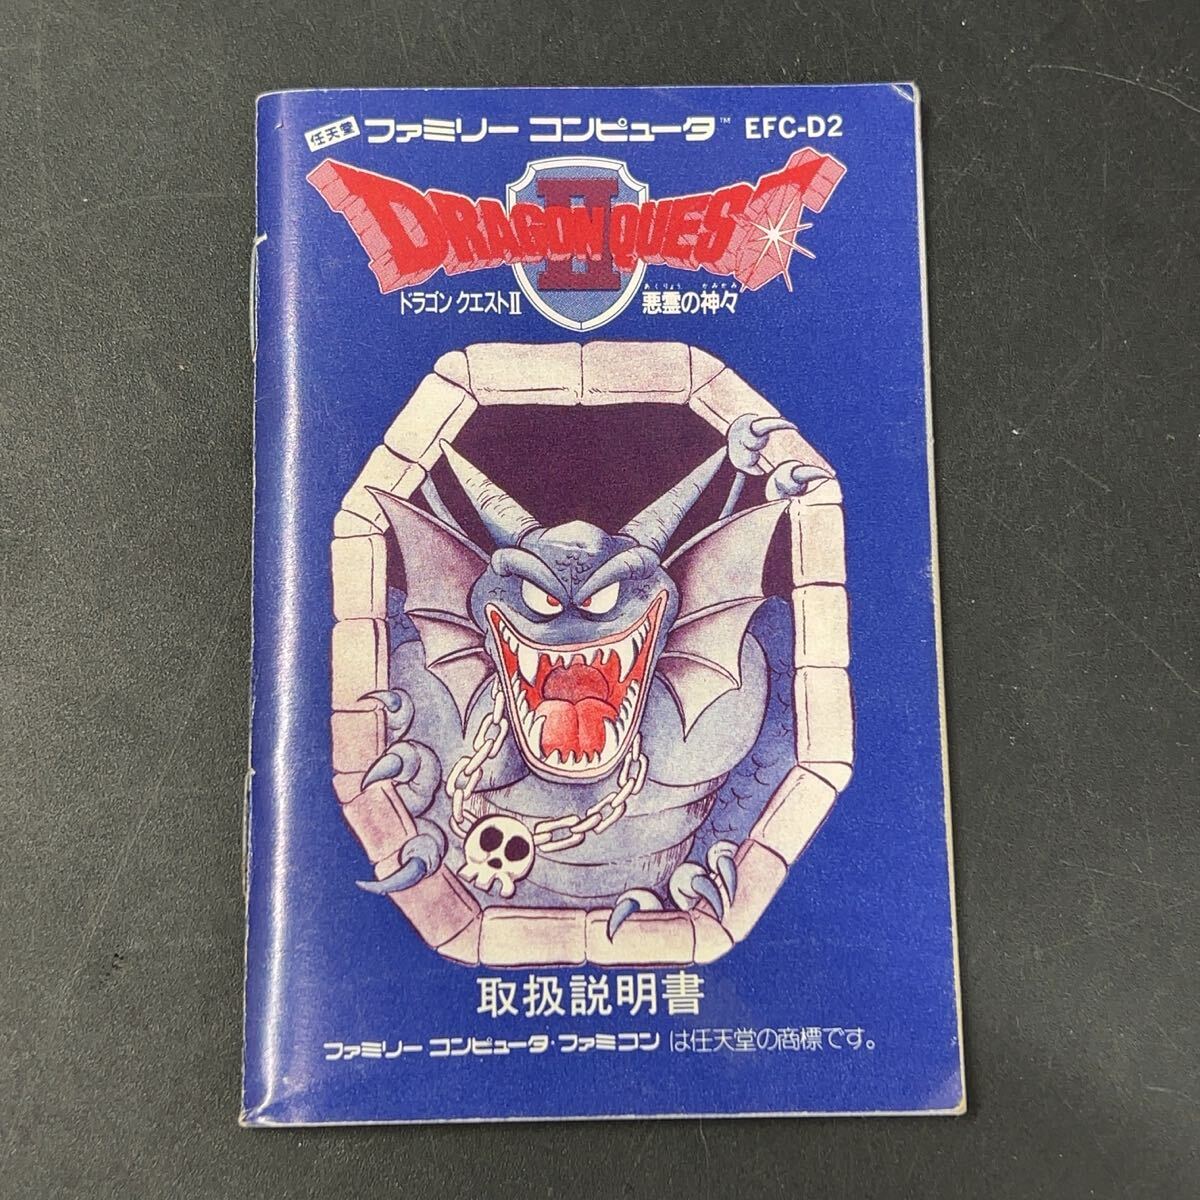 任天堂 ファミリー コンピュータ™ EFC-D2
DRAGON QUEST II
ドラゴン クエストII
あくりょう かみがみ
悪霊の神々
取扱説明書
ファミリー コンピュータ・ファミコン は任天堂の商標です。